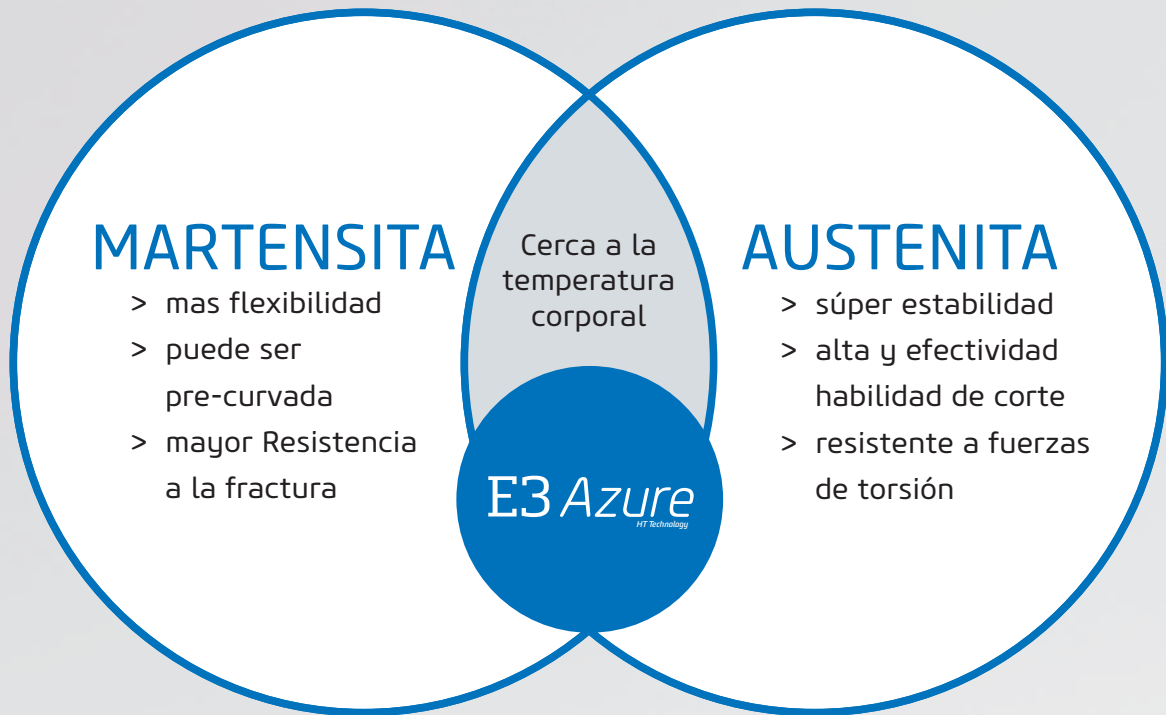 MARTENSITA
> mas flexibilidad
> puede ser
pre-curvada
> mayor Resistencia
a la fractura
Cerca a la
temperatura
corporal
E3 Azure
HT Technology
AUSTENITA
> súper estabilidad
> alta y efectividad
habilidad de corte
> resistente a fuerzas
de torsión